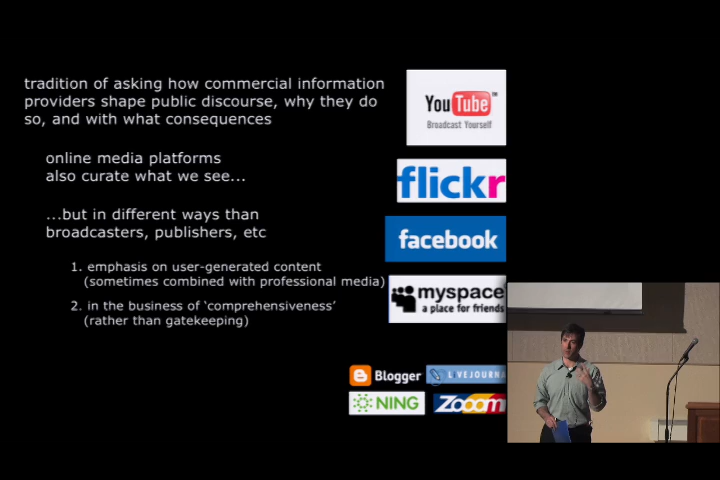 tradition of asking how commercial information
providers shape public discourse, why they do
so, and with what consequences
online media platforms
also curate what we see...
...but in different ways than
broadcasters, publishers, etc
1. emphasis on user-generated content
(sometimes combined with professional media)
2. in the business of ‘comprehensiveness’
(rather than gatekeeping)
YouTube™
Broadcast Yourself
flickr
facebook
myspace
a place for friends
Blogger
LIVEJOURNA
NING
Zooom